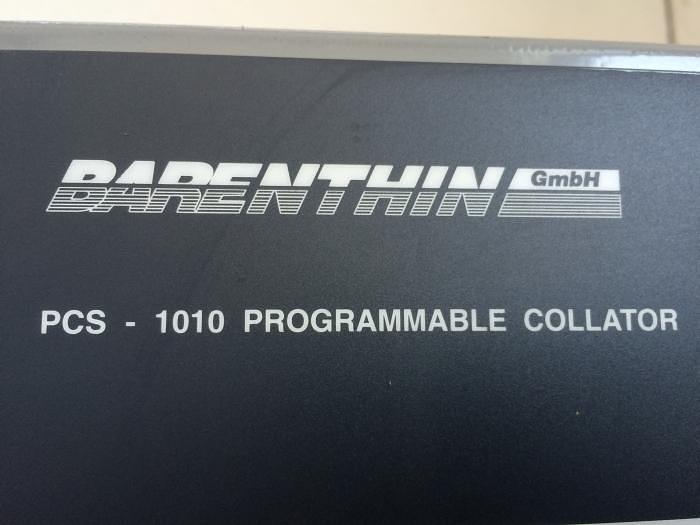 BARENTHIN GmbH
PCS - 1010 PROGRAMMABLE COLLATOR